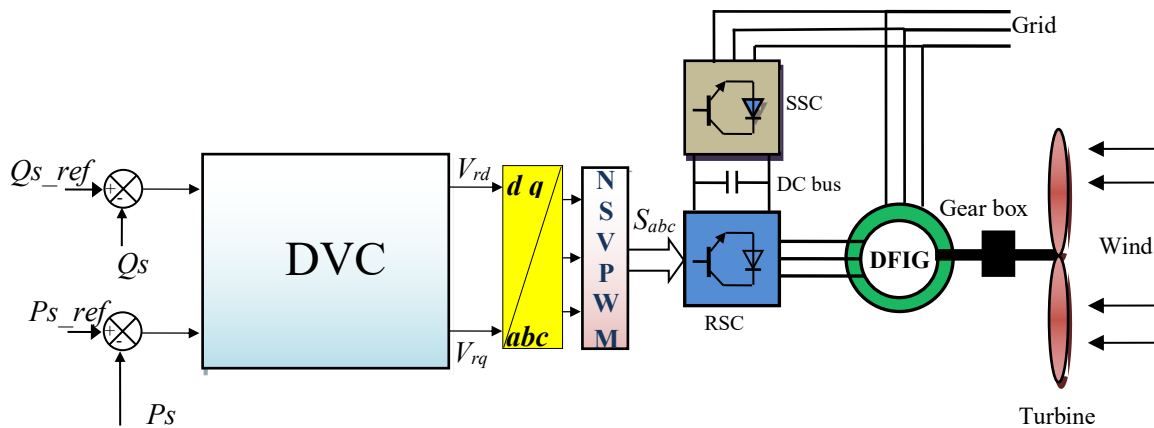 Grid
SSC
DC bus
RSC
Qs_ref
+
-
Qs
Ps_ref
+
-
Ps
DVC
Vrd
Vrq
d q
abc
N
S
V
P
W
M
Sabc
DFIG
Gear box
Wind
Turbine